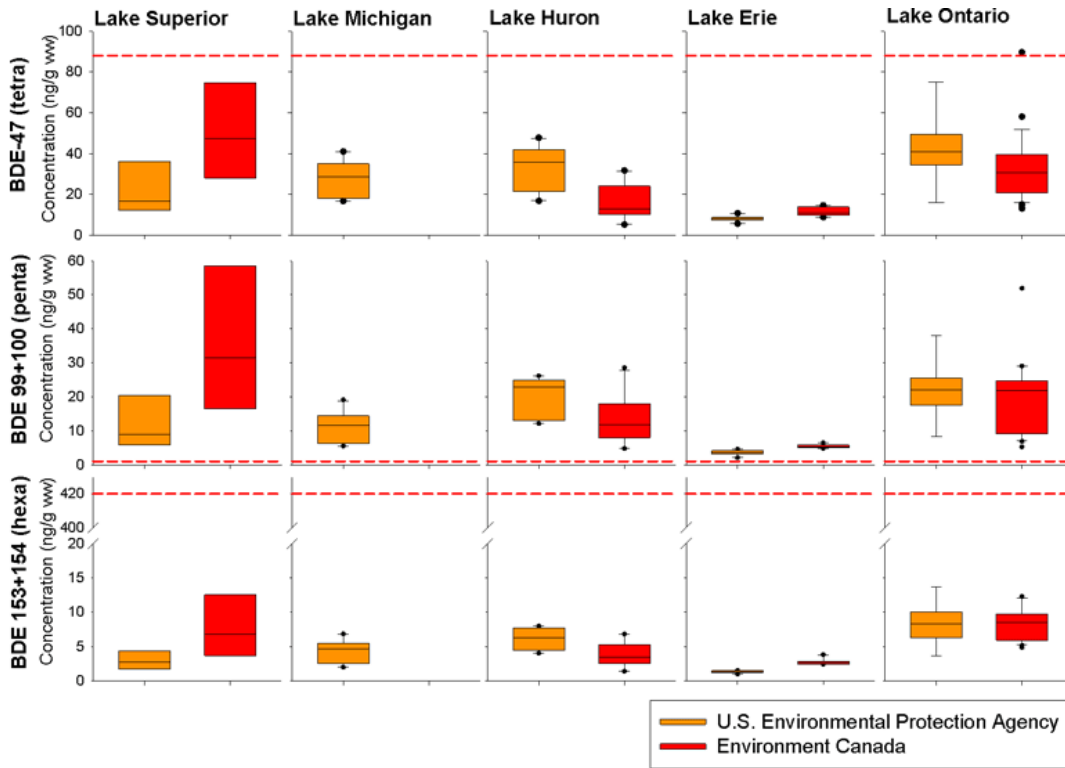 Lake Superior Lake Michigan Lake Huron Lake Erie Lake Ontario
BDE-47 (tetra)
Concentration (ng/g ww)
100
80
60
40
20
0
BDE 99+100 (penta)
Concentration (ng/g ww)
60
50
40
30
20
10
0
BDE 153+154 (hexa)
Concentration (ng/g ww)
420
400
20
15
10
5
0
U.S. Environmental Protection Agency
Environment Canada